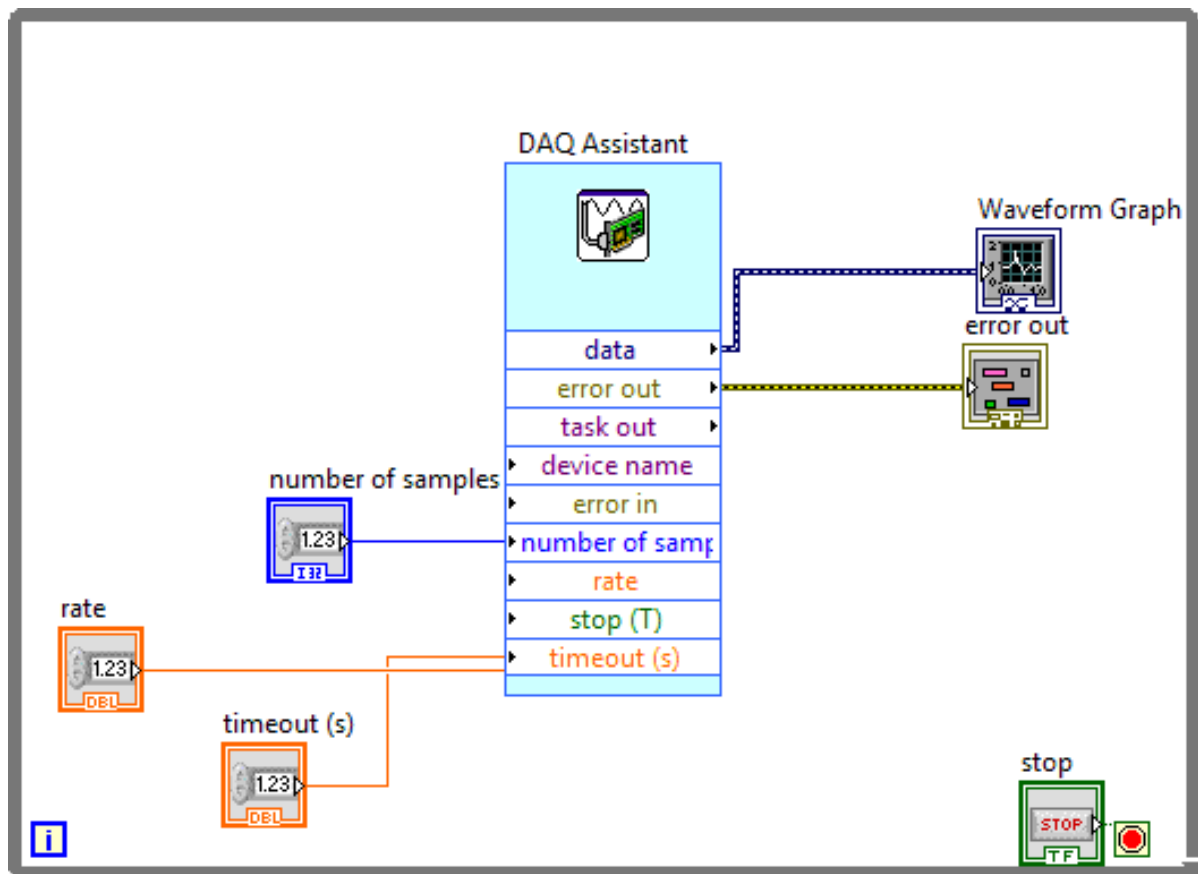 DAQ Assistant
data
error out
task out
device name
error in
number of samp
rate
stop (T)
timeout (s)
Waveform Graph
error out
number of samples
1.23
I32
rate
1.23
DBL
timeout (s)
1.23
DBL
stop
STOP
TF
i